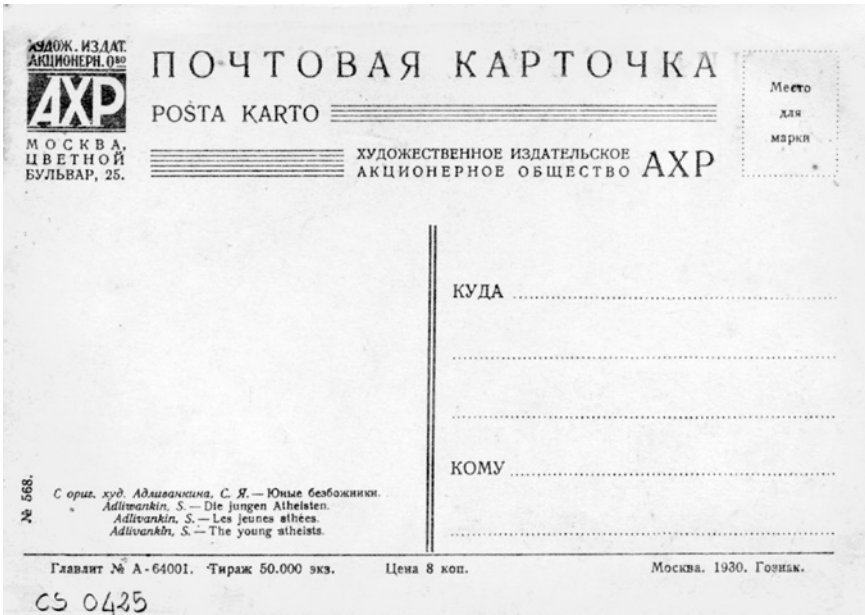 ХУДОЖ. ИЗДАТ.
АКЦИОНЕРН. О-ВО
АХР
МОСКВА,
ЦВЕТНОЙ
БУЛЬВАР, 25.
ПОЧТОВАЯ КАРТОЧКА
POŜTA KARTO
ХУДОЖЕСТВЕННОЕ ИЗДАТЕЛЬСКОЕ
АКЦИОНЕРНОЕ ОБЩЕСТВО АХР
Место
для
марки
КУДА
КОМУ
№ 568.
С ориг. худ. Адливанкина, С. Я. — Юные безбожники.
Adliwankin, S. — Die jungen Atheisten.
Adlivankin, S. — Les jeunes athées.
Adlivankin, S. — The young atheists.
Главлит № А-64001. Тираж 50.000 экз. Цена 8 коп. Москва. 1930. Гознак.
CS 0425